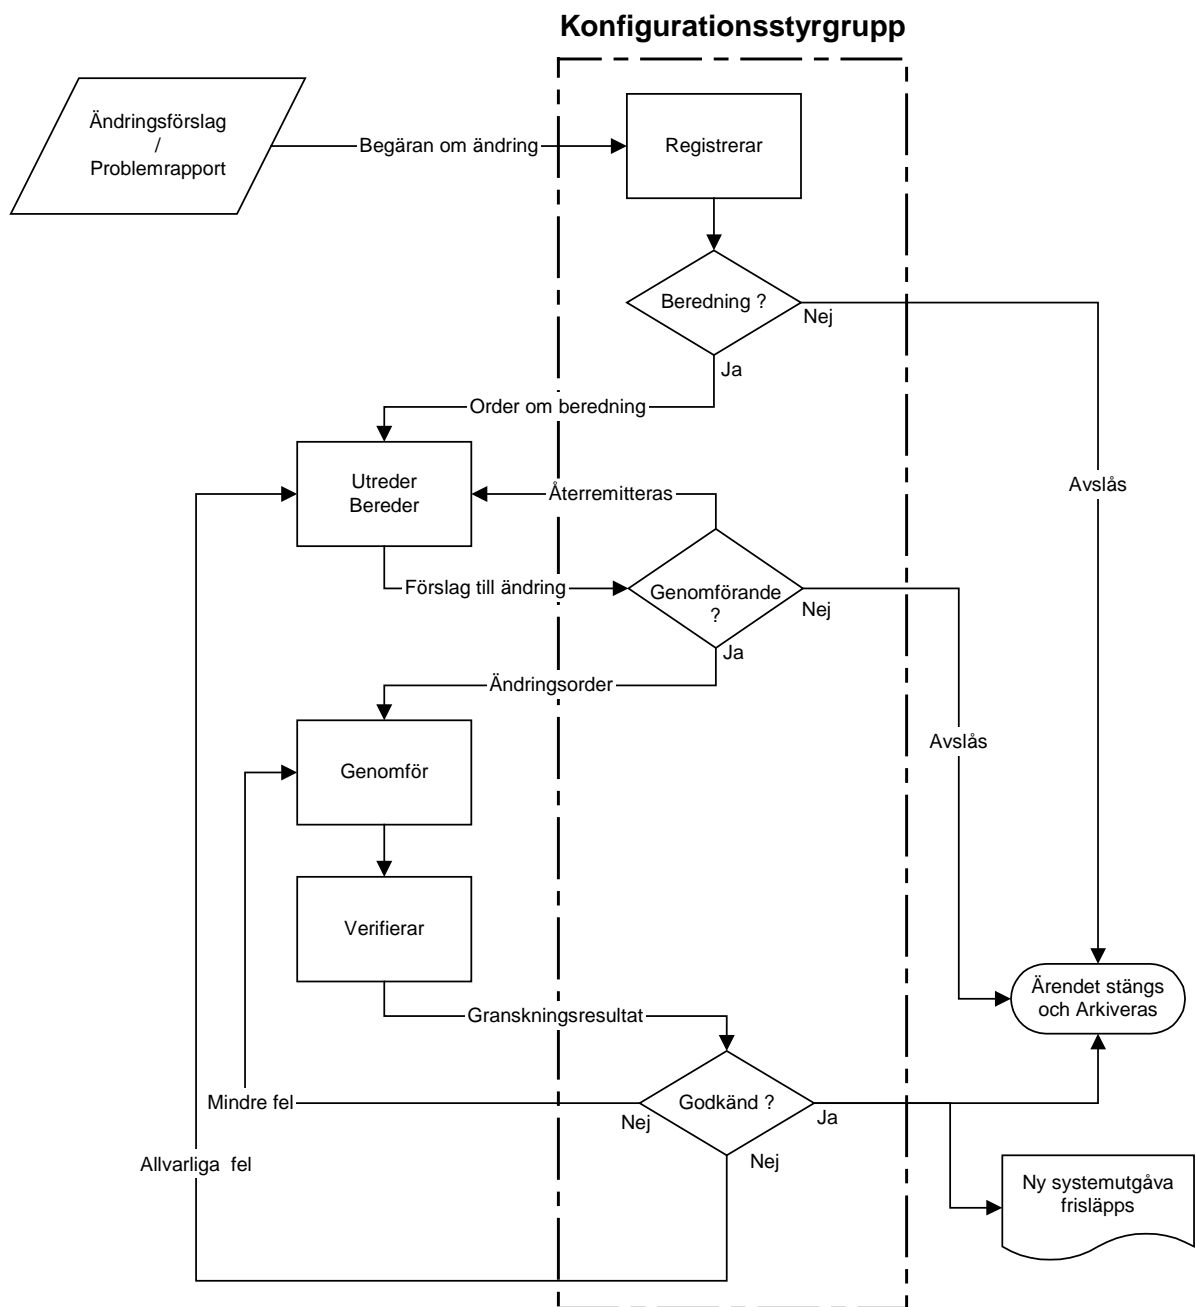 Konfigurationsstyrgrupp
Ändringsförslag
/
Problemrapport
Begäran om ändring
Registrerar
Beredning ?
Nej
Ja
Order om beredning
Utreder
Bereder
Återremitteras
Avslås
Förslag till ändring
Genomförande
?
Nej
Ja
Ändringsorder
Avslås
Genomför
Verifierar
Ärendet stängs
och Arkiveras
Granskningsresultat
Mindre fel
Godkänd ?
Nej
Ja
Nej
Allvarliga fel
Ny systemutgåva
frisläpps